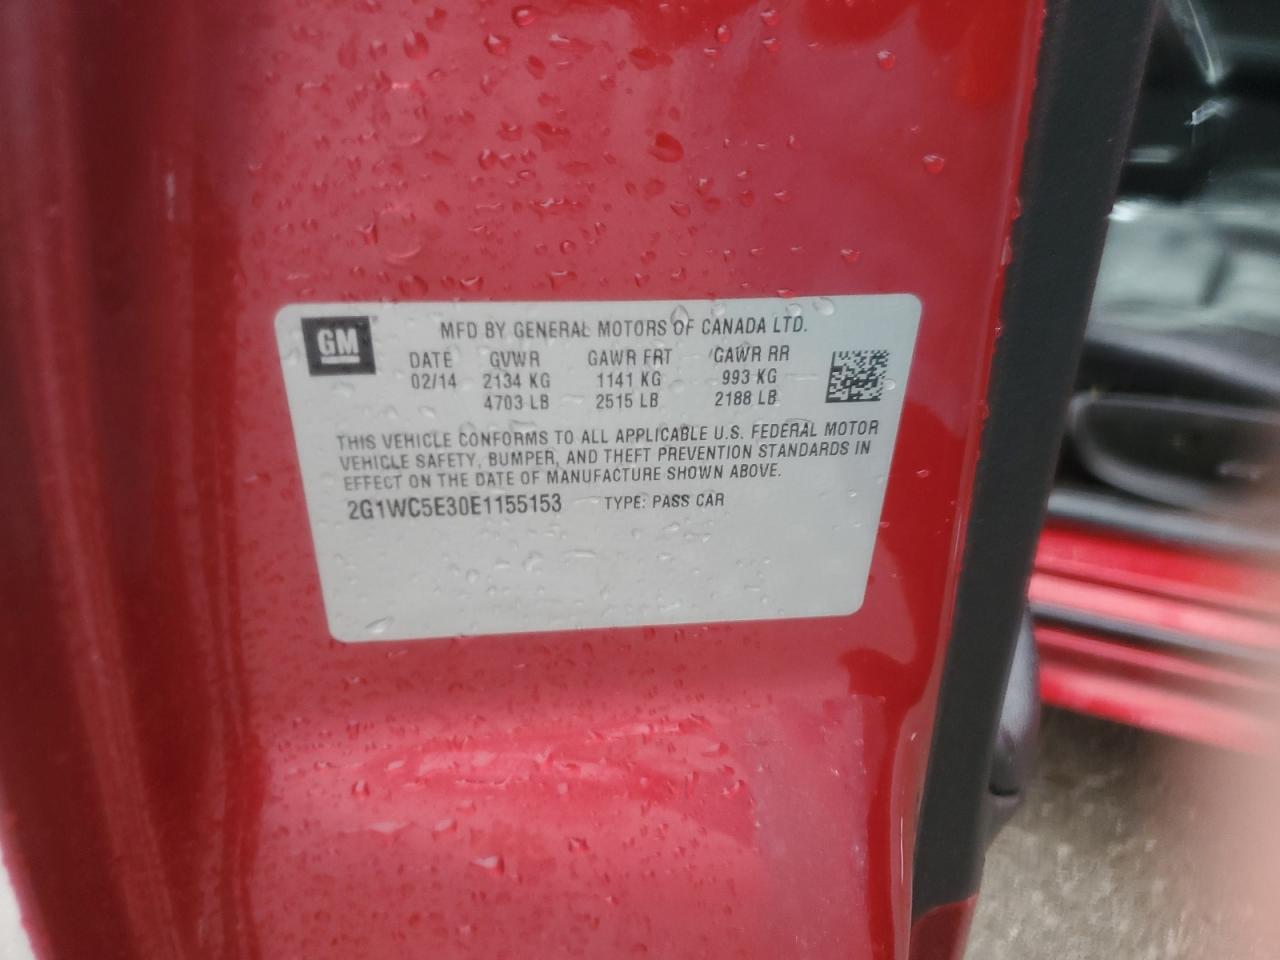 GM
MFD BY GENERAL MOTORS OF CANADA LTD.
DATE GVWR GAWR FRT GAWR RR
02/14 2134 KG 1141 KG 993 KG
4703 LB 2515 LB 2188 LB
THIS VEHICLE CONFORMS TO ALL APPLICABLE U.S. FEDERAL MOTOR
VEHICLE SAFETY, BUMPER, AND THEFT PREVENTION STANDARDS IN
EFFECT ON THE DATE OF MANUFACTURE SHOWN ABOVE.
2G1WC5E30E1155153 TYPE: PASS CAR